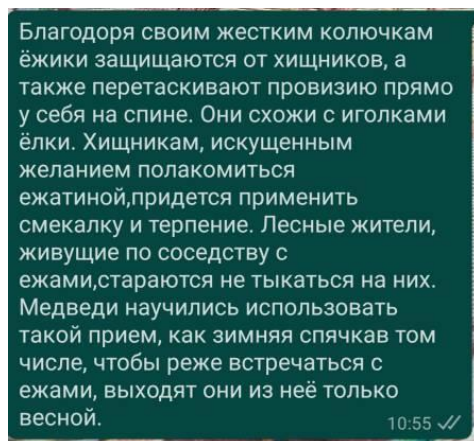 Благодоря своим жестким колючкам
ёжики защищаются от хищников, а
также перетаскивают провизию прямо
у себя на спине. Они схожи с иголками
ёлки. Хищникам, искущенным
желанием полакомиться
ежатиной,придется применить
смекалку и терпение. Лесные жители,
живущие по соседству с
ежами,стараются не тыкаться на них.
Медведи научились использовать
такой прием, как зимняя спячкав том
числе, чтобы реже встречаться с
ежами, выходят они из неё только
весной.
10:55